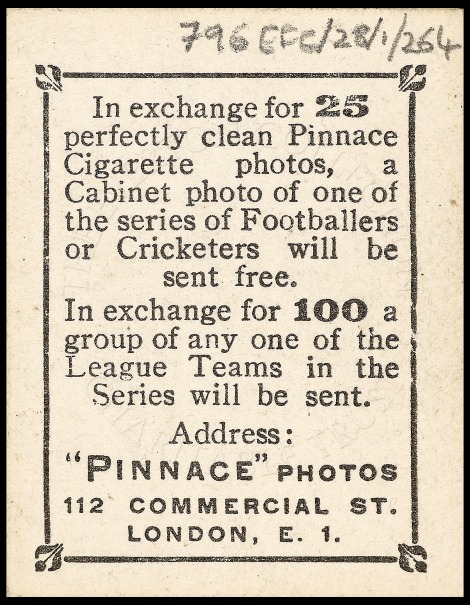 796 EFC/28/1/264
In exchange for 25
perfectly clean Pinnace
Cigarette photos, a
Cabinet photo of one of
the series of Footballers
or Cricketers will be
sent free.
In exchange for 100 a
group of any one of the
League Teams in the
Series will be sent.
Address:
"PINNACE" PHOTOS
112 COMMERCIAL ST.
LONDON, E. 1.